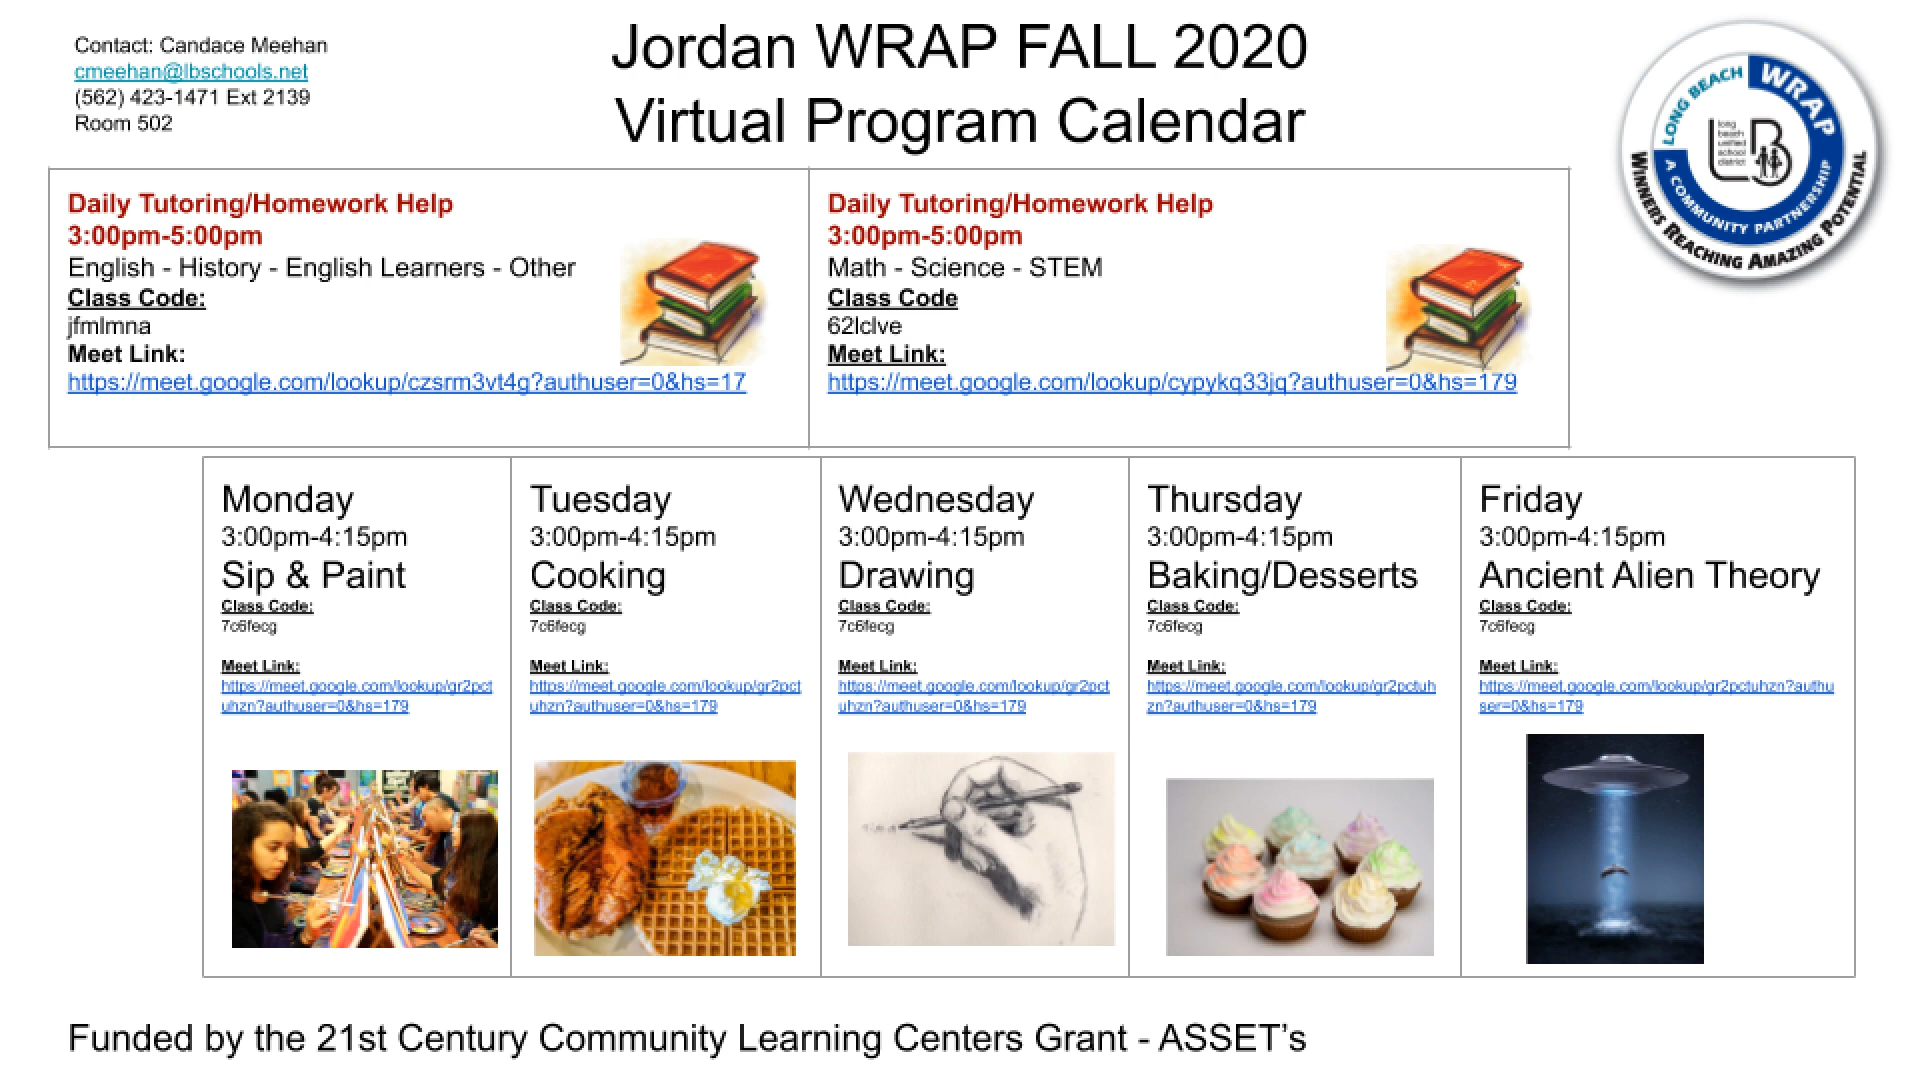 Contact: Candace Meehan
cmeehan@lbschools.net
(562) 423-1471 Ext 2139
Room 502
Jordan WRAP FALL 2020
Virtual Program Calendar
LONG BEACH WRAP
A COMMUNITY PARTNERSHIP
WINNERS REACHING AMAZING POTENTIAL
long
beach
unified
school
district
LB
Daily Tutoring/Homework Help
3:00pm-5:00pm
English - History - English Learners - Other
Class Code:
jfmlmna
Meet Link:
https://meet.google.com/lookup/czsrm3vt4g?authuser=0&hs=17
Daily Tutoring/Homework Help
3:00pm-5:00pm
Math - Science - STEM
Class Code
62lclve
Meet Link:
https://meet.google.com/lookup/cypykq33jq?authuser=0&hs=179
Monday
3:00pm-4:15pm
Sip & Paint
Class Code:
7c6fecg
Meet Link:
https://meet.google.com/lookup/gr2pct
uhzn?authuser=0&hs=179
Tuesday
3:00pm-4:15pm
Cooking
Class Code:
7c6fecg
Meet Link:
https://meet.google.com/lookup/gr2pct
uhzn?authuser=0&hs=179
Wednesday
3:00pm-4:15pm
Drawing
Class Code:
7c6fecg
Meet Link:
https://meet.google.com/lookup/gr2pct
uhzn?authuser=0&hs=179
Thursday
3:00pm-4:15pm
Baking/Desserts
Class Code:
7c6fecg
Meet Link:
https://meet.google.com/lookup/gr2pctuh
zn?authuser=0&hs=179
Friday
3:00pm-4:15pm
Ancient Alien Theory
Class Code:
7c6fecg
Meet Link:
https://meet.google.com/lookup/gr2pctuhzn?authu
ser=0&hs=179
Funded by the 21st Century Community Learning Centers Grant - ASSET’s